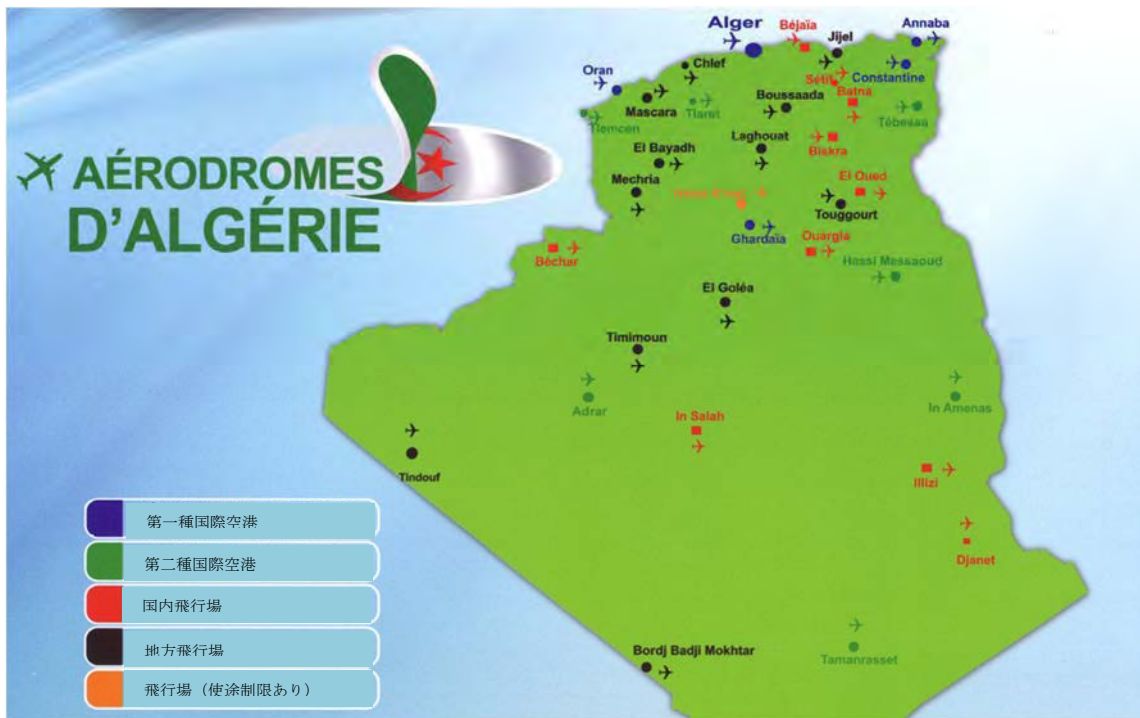 AÉRODROMES
D'ALGÉRIE
Alger
Béjaïa
Jijel
Annaba
Chlef
Oran
Sétif
Constantine
Boussaada
Batna
Mascara
Tiaret
Tlemcen
Tébessa
El Bayadh
Laghouat
Biskra
Mechria
El Oued
Touggourt
Ghardaïa
Ouargla
Béchar
Hassi Messaoud
El Goléa
Timimoun
Adrar
In Salah
In Amenas
Tindouf
Illizi
Djanet
Bordj Badji Mokhtar
Tamanrasset
第一種国際空港
第二種国際空港
国内飛行場
地方飛行場
飛行場（使途制限あり）